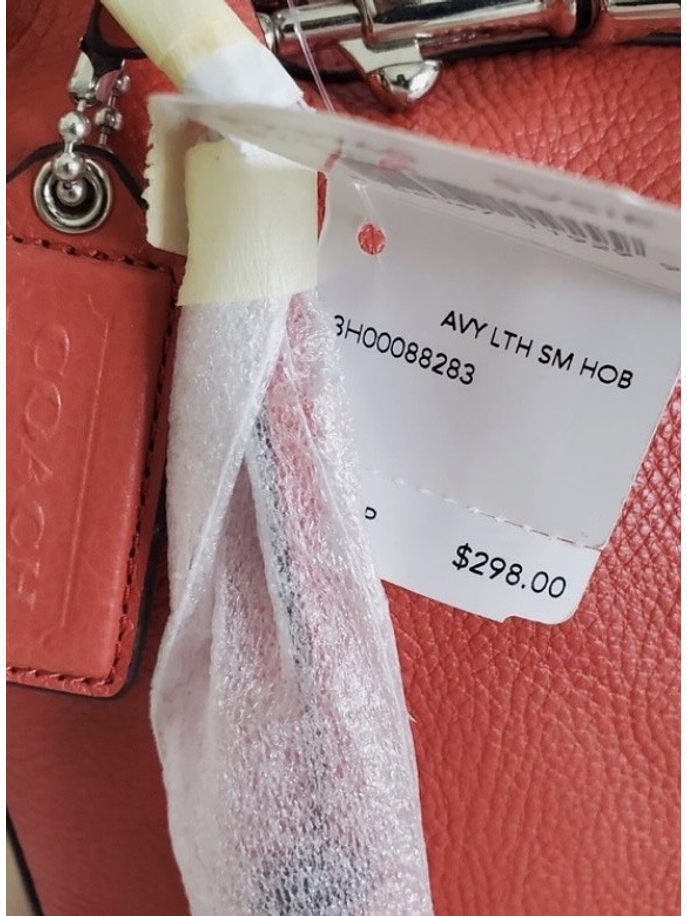 AVY LTH SM HOB
3H00088283
P
$298.00
COACH